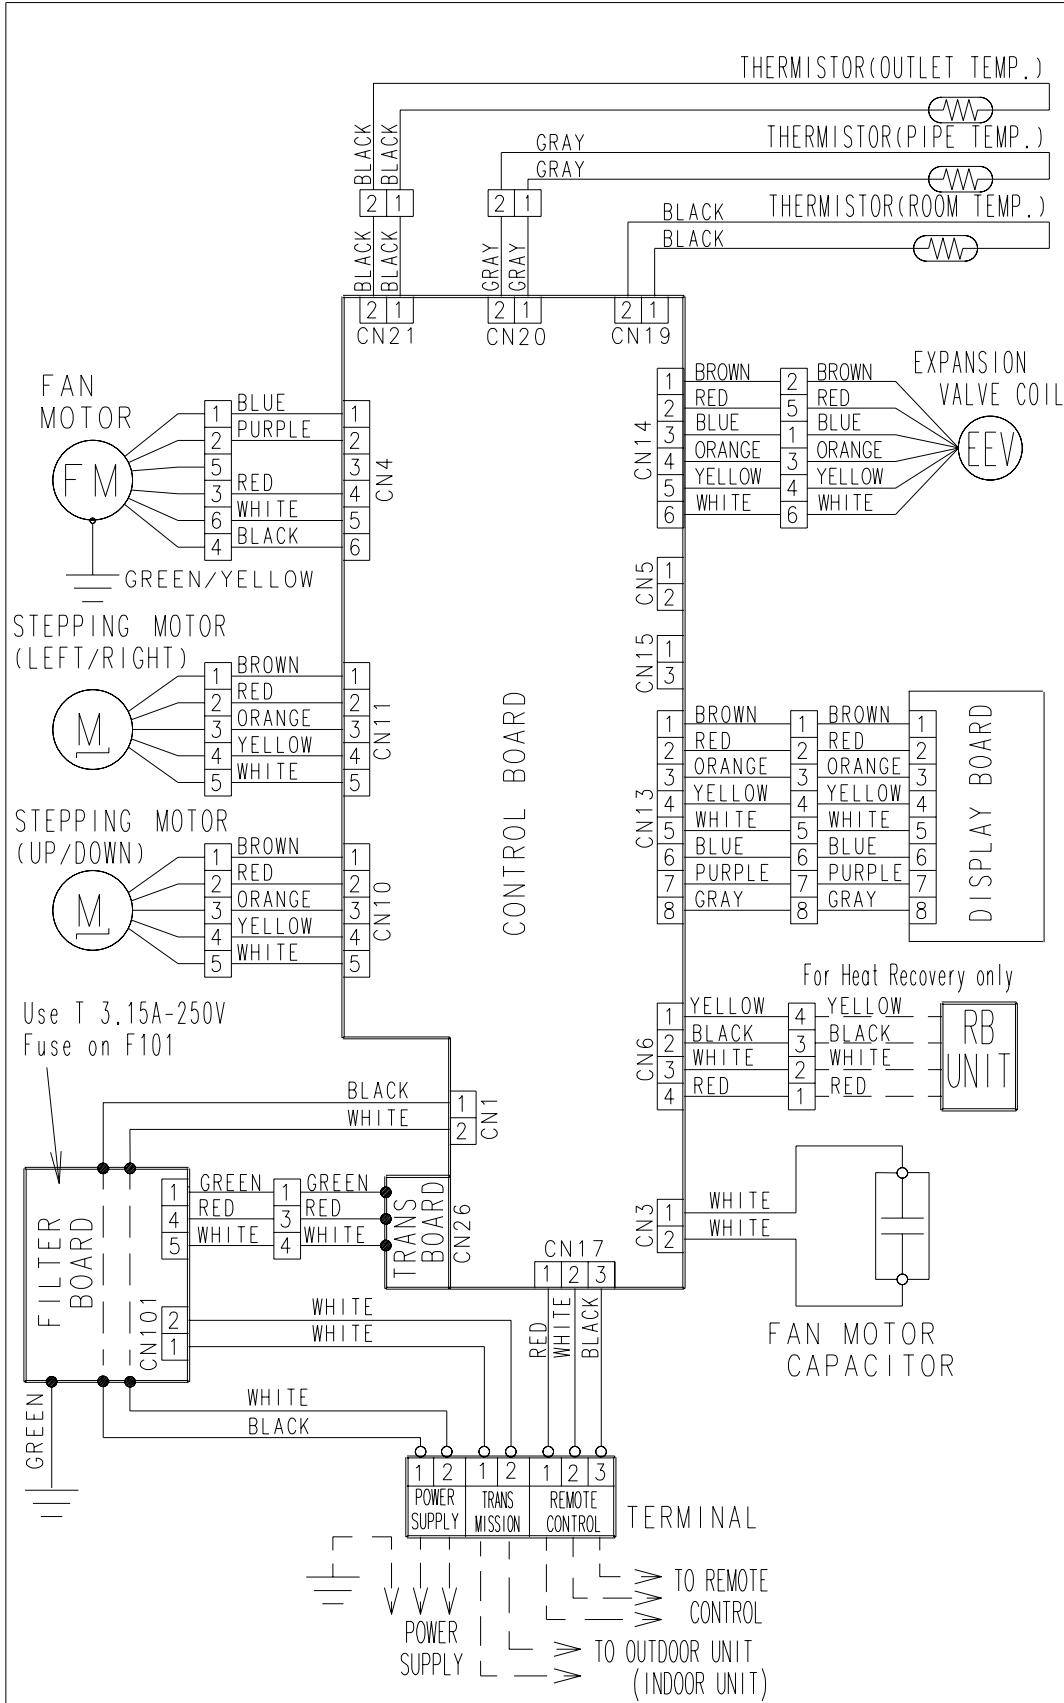 THERMISTOR(OUTLET TEMP.)
BLACK
BLACK
GRAY
THERMISTOR(PIPE TEMP.)
GRAY
2 1
2 1
BLACK
THERMISTOR(ROOM TEMP.)
BLACK
BLACK
BLACK
GRAY
GRAY
2 1
2 1
2 1
CN21
CN20
CN19
FAN
MOTOR
FM
1 BLUE 1
2 PURPLE 2
5 3
3 RED 4
6 WHITE 5
4 BLACK 6
CN4
GREEN/YELLOW
EXPANSION
VALVE COIL
EEV
CN14
1 BROWN 2 BROWN
2 RED 5 RED
3 BLUE 1 BLUE
4 ORANGE 3 ORANGE
5 YELLOW 4 YELLOW
6 WHITE 6 WHITE
CN5
1
2
CN15
1
3
STEPPING MOTOR
(LEFT/RIGHT)
M
1 BROWN 1
2 RED 2
3 ORANGE 3
4 YELLOW 4
5 WHITE 5
CN11
STEPPING MOTOR
(UP/DOWN)
M
1 BROWN 1
2 RED 2
3 ORANGE 3
4 YELLOW 4
5 WHITE 5
CN10
CONTROL BOARD
CN13
1 BROWN 1 BROWN 1
2 RED 2 RED 2
3 ORANGE 3 ORANGE 3
4 YELLOW 4 YELLOW 4
5 WHITE 5 WHITE 5
6 BLUE 6 BLUE 6
7 PURPLE 7 PURPLE 7
8 GRAY 8 GRAY 8
DISPLAY BOARD
For Heat Recovery only
CN6
1 YELLOW 4 YELLOW
2 BLACK 3 BLACK
3 WHITE 2 WHITE
4 RED 1 RED
RB
UNIT
Use T 3.15A-250V
Fuse on F101
BLACK 1
WHITE 2
CN1
FILTER
BOARD
1 GREEN 1 GREEN
4 RED 3 RED
5 WHITE 4 WHITE
TRANS
BOARD
CN26
CN3
1 WHITE
2 WHITE
FAN MOTOR
CAPACITOR
CN17
1 2 3
RED
WHITE
BLACK
CN101
2 WHITE
1 WHITE
WHITE
BLACK
GREEN
1 2 1 2 1 2 3
POWER
SUPPLY
TRANS
MISSION
REMOTE
CONTROL
TERMINAL
TO REMOTE
CONTROL
POWER
SUPPLY
TO OUTDOOR UNIT
(INDOOR UNIT)